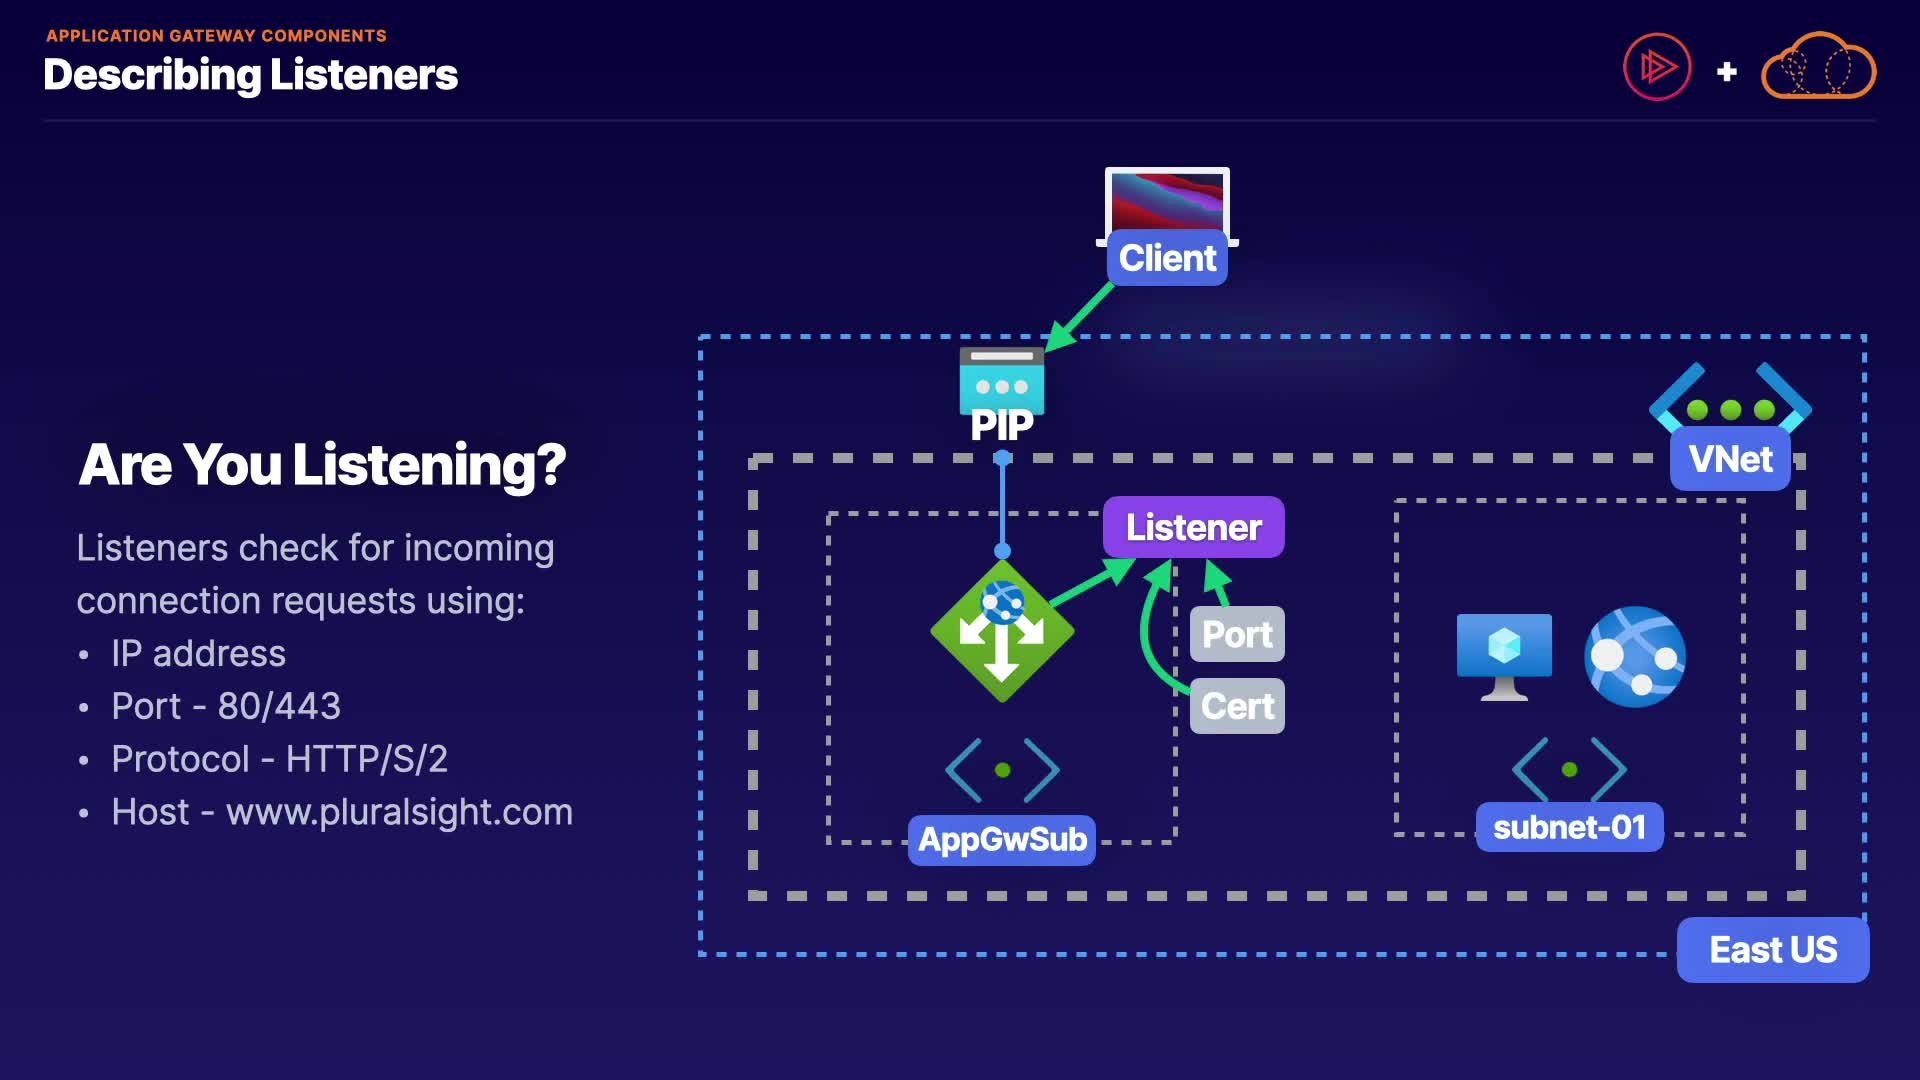 APPLICATION GATEWAY COMPONENTS
Describing Listeners
+
Client
PIP
VNet
Are You Listening?
Listeners check for incoming
connection requests using:
• IP address
• Port - 80/443
• Protocol - HTTP/S/2
• Host - www.pluralsight.com
Listener
Port
Cert
AppGwSub
subnet-01
East US